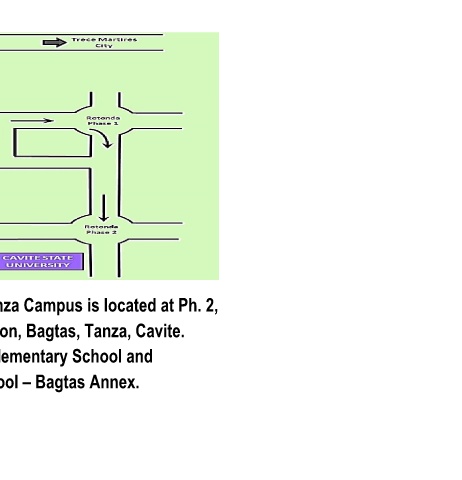 Trece Martires
City
Rotonda
Phase 1
Rotonda
Phase 2
CAVITE STATE
UNIVERSITY
nza Campus is located at Ph. 2,
on, Bagtas, Tanza, Cavite.
lementary School and
ool – Bagtas Annex.